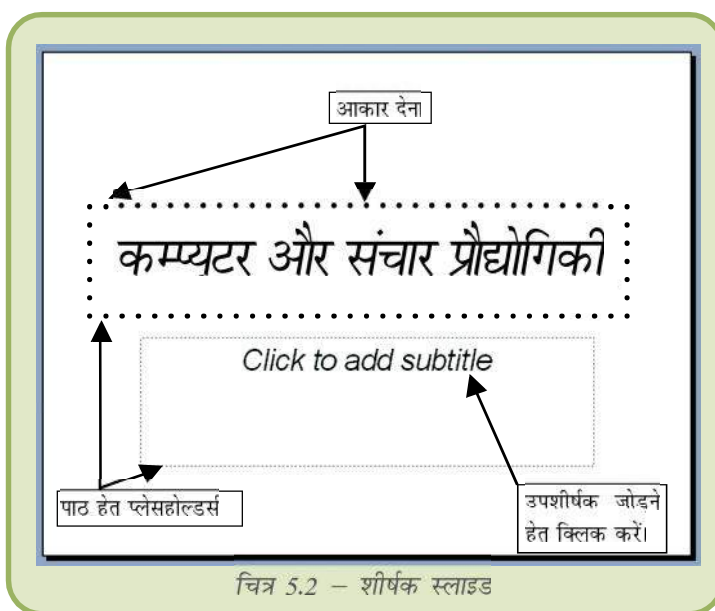 आकार देना
कम्प्यटर और संचार प्रौद्योगिकी
Click to add subtitle
पाठ हेत प्लेसहोल्डर्स
उपशीर्षक जोड़ने
हेत क्लिक करें।
चित्र 5.2 – शीर्षक स्लाइड